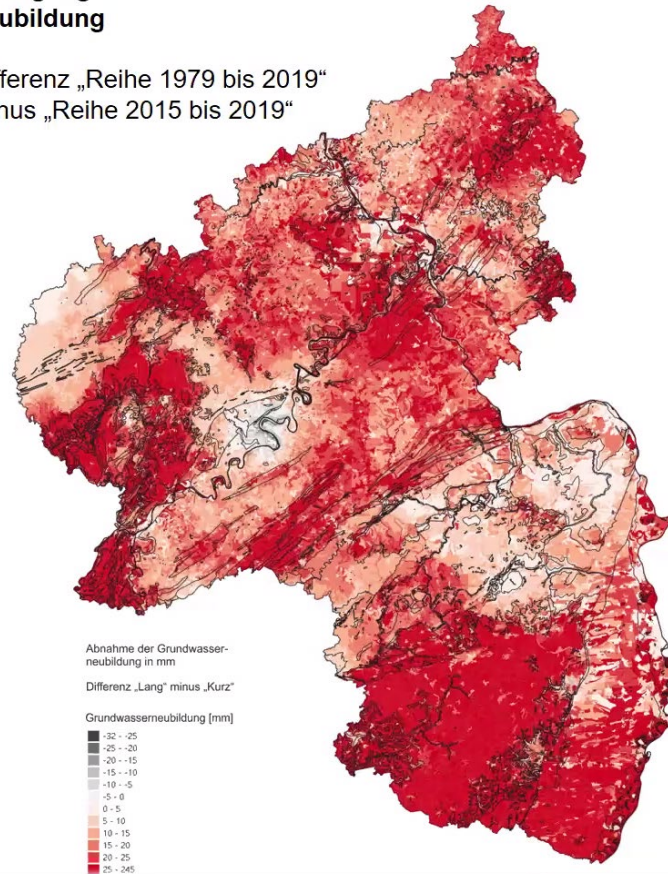 ubildung
fferenz „Reihe 1979 bis 2019“
nus „Reihe 2015 bis 2019“
Abnahme der Grundwasser-
neubildung in mm
Differenz „Lang“ minus „Kurz“
Grundwasserneubildung [mm]
-32 - -25
-25 - -20
-20 - -15
-15 - -10
-10 - -5
-5 - 0
0 - 5
5 - 10
10 - 15
15 - 20
20 - 25
25 - 245